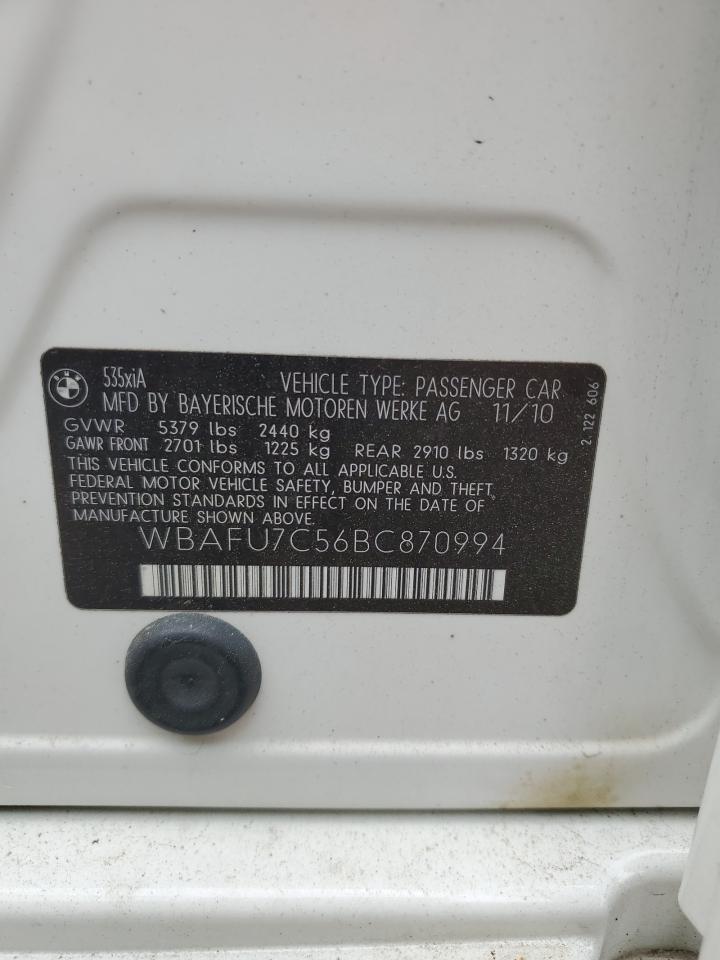 BMW
535xiA VEHICLE TYPE: PASSENGER CAR
MFD BY BAYERISCHE MOTOREN WERKE AG 11/10
GVWR 5379 lbs 2440 kg
GAWR FRONT 2701 lbs 1225 kg REAR 2910 lbs 1320 kg
THIS VEHICLE CONFORMS TO ALL APPLICABLE U.S.
FEDERAL MOTOR VEHICLE SAFETY, BUMPER AND THEFT
PREVENTION STANDARDS IN EFFECT ON THE DATE OF
MANUFACTURE SHOWN ABOVE.
WBAFU7C56BC870994
2 122 606